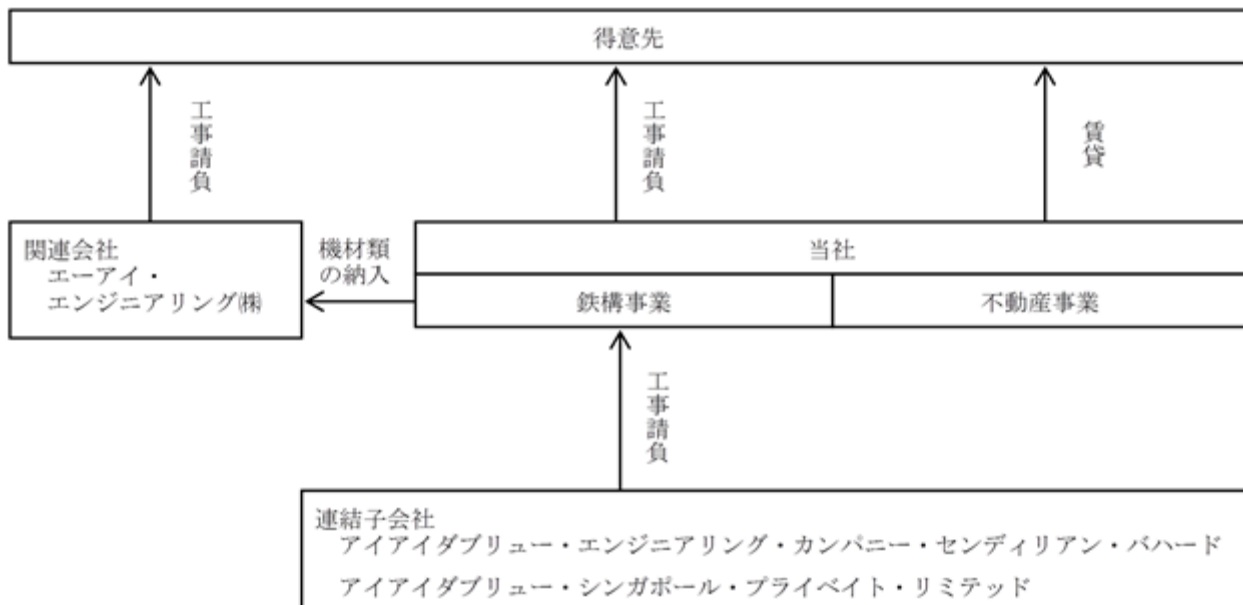 得意先
工事請負
工事請負
賃貸
関連会社
エーアイ・
エンジニアリング㈱
機材類
の納入
当社
鉄構事業
不動産事業
工事請負
連結子会社
アイアイダブリュー・エンジニアリング・カンパニー・センディリアン・バハード
アイアイダブリュー・シンガポール・プライベイト・リミテッド